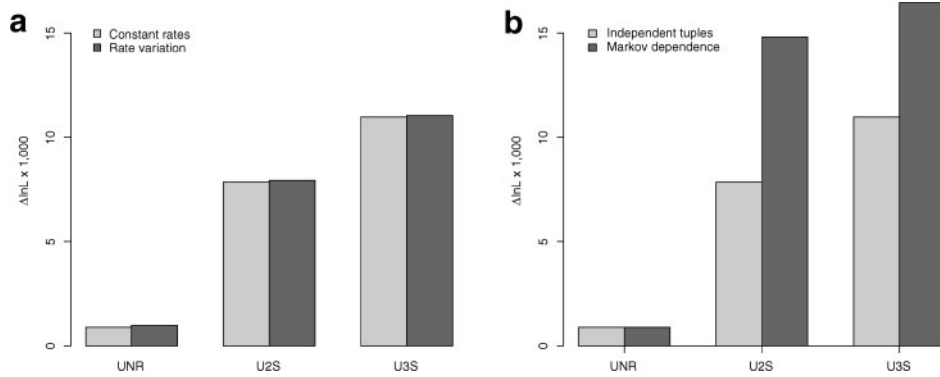 a
Constant rates
Rate variation
ΔlnL x 1,000
0
5
10
15
UNR
U2S
U3S
b
Independent tuples
Markov dependence
ΔlnL x 1,000
0
5
10
15
UNR
U2S
U3S